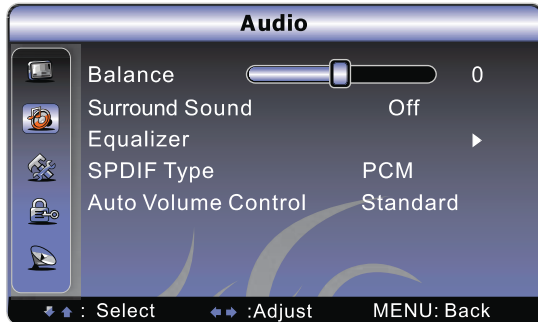 Audio
Balance 0
Surround Sound Off
Equalizer
SPDIF Type PCM
Auto Volume Control Standard
: Select :Adjust MENU: Back